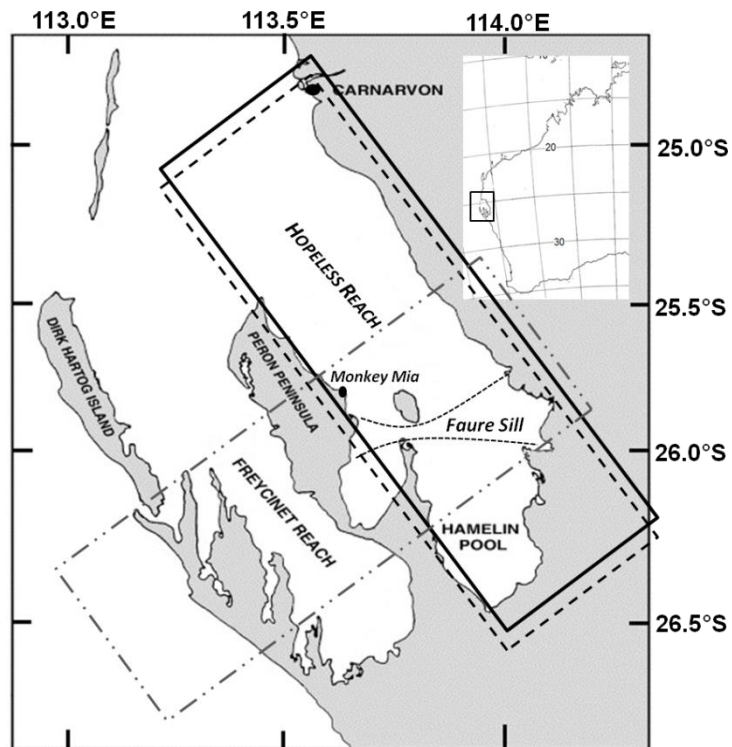 113.0°E 113.5°E 114.0°E
CARNARVON
10
20
30
25.0°S
HOPELESS REACH
25.5°S
DIRK HARTOG ISLAND
PERON PENINSULA
Monkey Mia
Faure Sill
26.0°S
FREYCINET REACH
HAMELIN
POOL
26.5°S